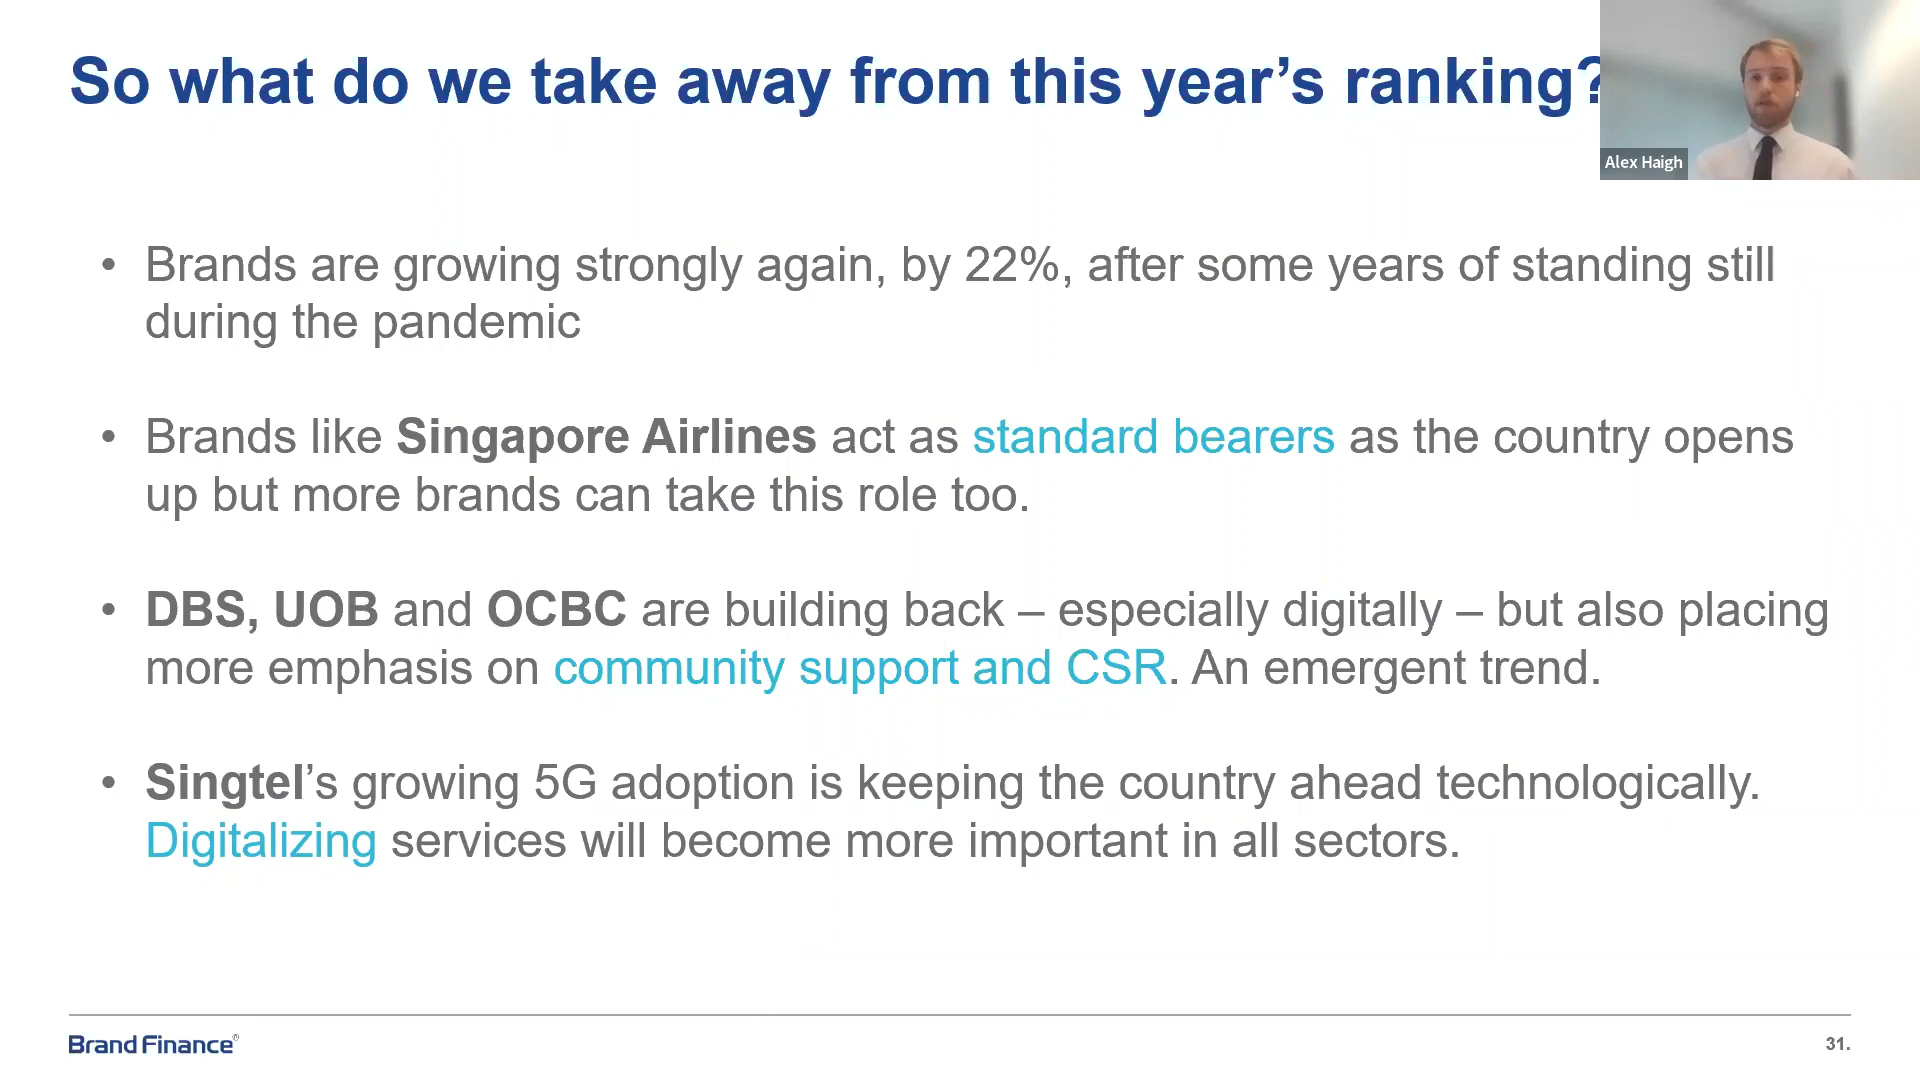 So what do we take away from this year’s ranking?
Alex Haigh
• Brands are growing strongly again, by 22%, after some years of standing still
during the pandemic
• Brands like Singapore Airlines act as standard bearers as the country opens
up but more brands can take this role too.
• DBS, UOB and OCBC are building back – especially digitally – but also placing
more emphasis on community support and CSR. An emergent trend.
• Singtel’s growing 5G adoption is keeping the country ahead technologically.
Digitalizing services will become more important in all sectors.
Brand Finance®
31.